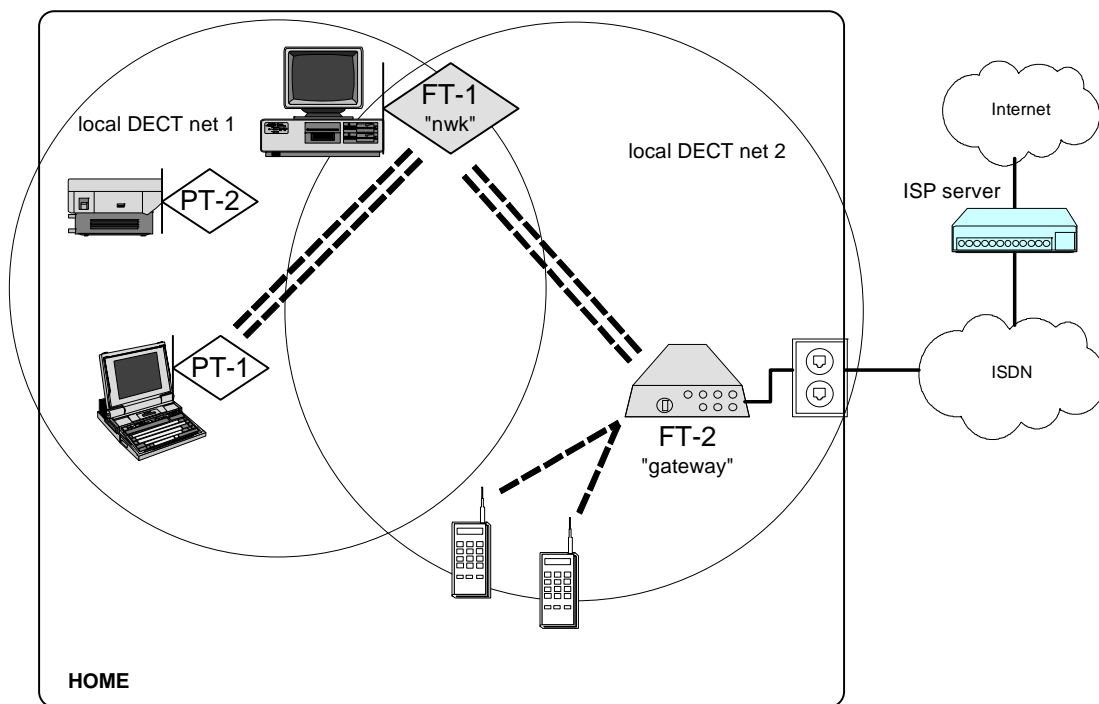 FT-1
"nwk"
Internet
local DECT net 1
local DECT net 2
ISP server
PT-2
PT-1
ISDN
FT-2
"gateway"
HOME